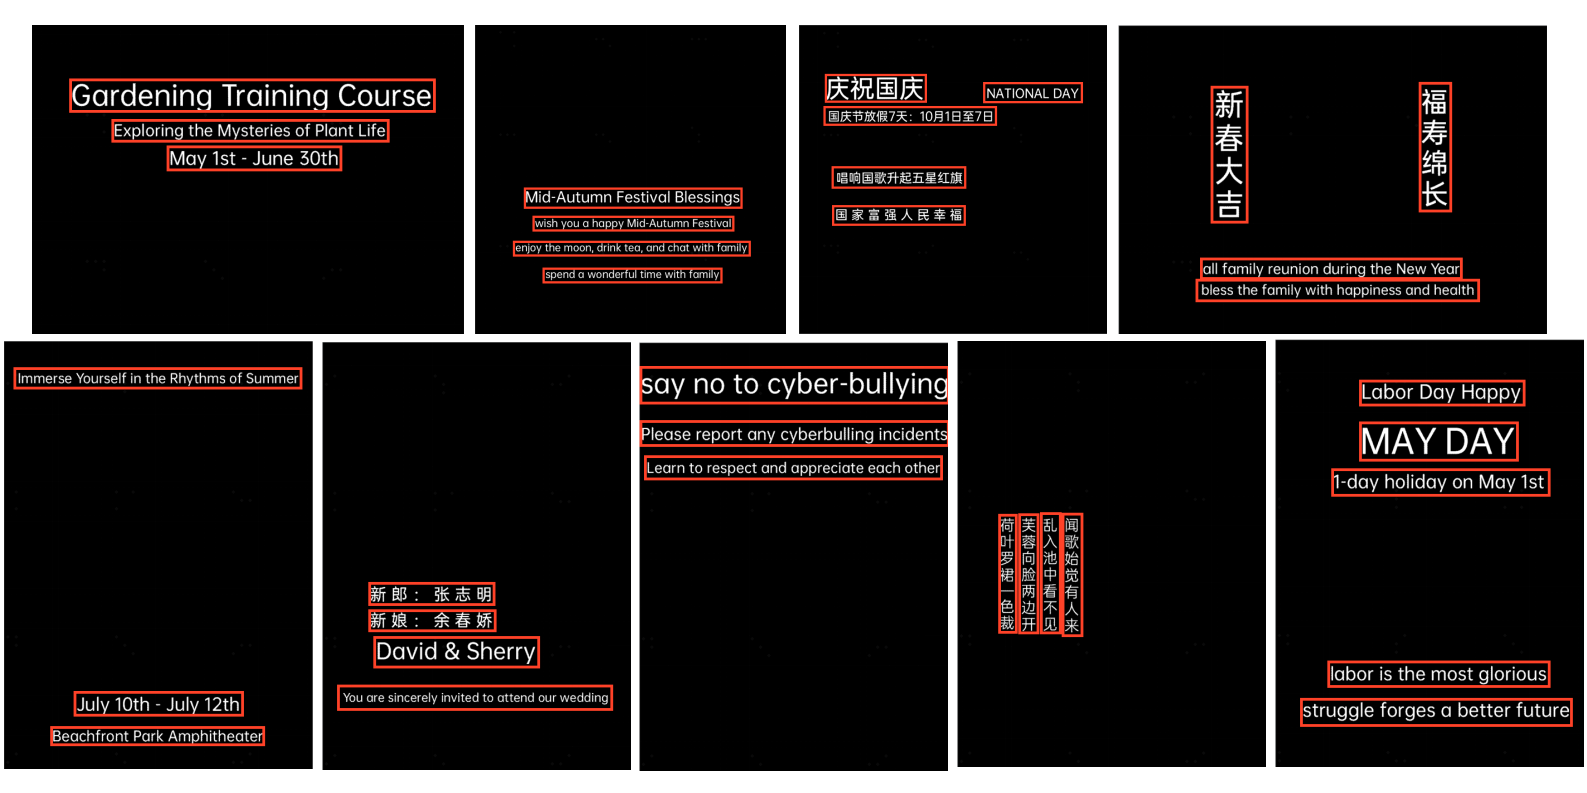 Gardening Training Course
Exploring the Mysteries of Plant Life
May 1st - June 30th
Mid-Autumn Festival Blessings
wish you a happy Mid-Autumn Festival
enjoy the moon, drink tea, and chat with family
spend a wonderful time with family
庆祝国庆
NATIONAL DAY
国庆节放假7天：10月1日至7日
唱响国歌升起五星红旗
国家富强人民幸福
新春大吉
福寿绵长
all family reunion during the New Year
bless the family with happiness and health
Immerse Yourself in the Rhythms of Summer
July 10th - July 12th
Beachfront Park Amphitheater
新郎： 张志明
新娘： 余春娇
David & Sherry
You are sincerely invited to attend our wedding
say no to cyber-bullying
Please report any cyberbulling incidents
Learn to respect and appreciate each other
荷叶罗裙一色裁
芙蓉向脸两边开
乱入池中看不见
闻歌始觉有人来
Labor Day Happy
MAY DAY
1-day holiday on May 1st
labor is the most glorious
struggle forges a better future